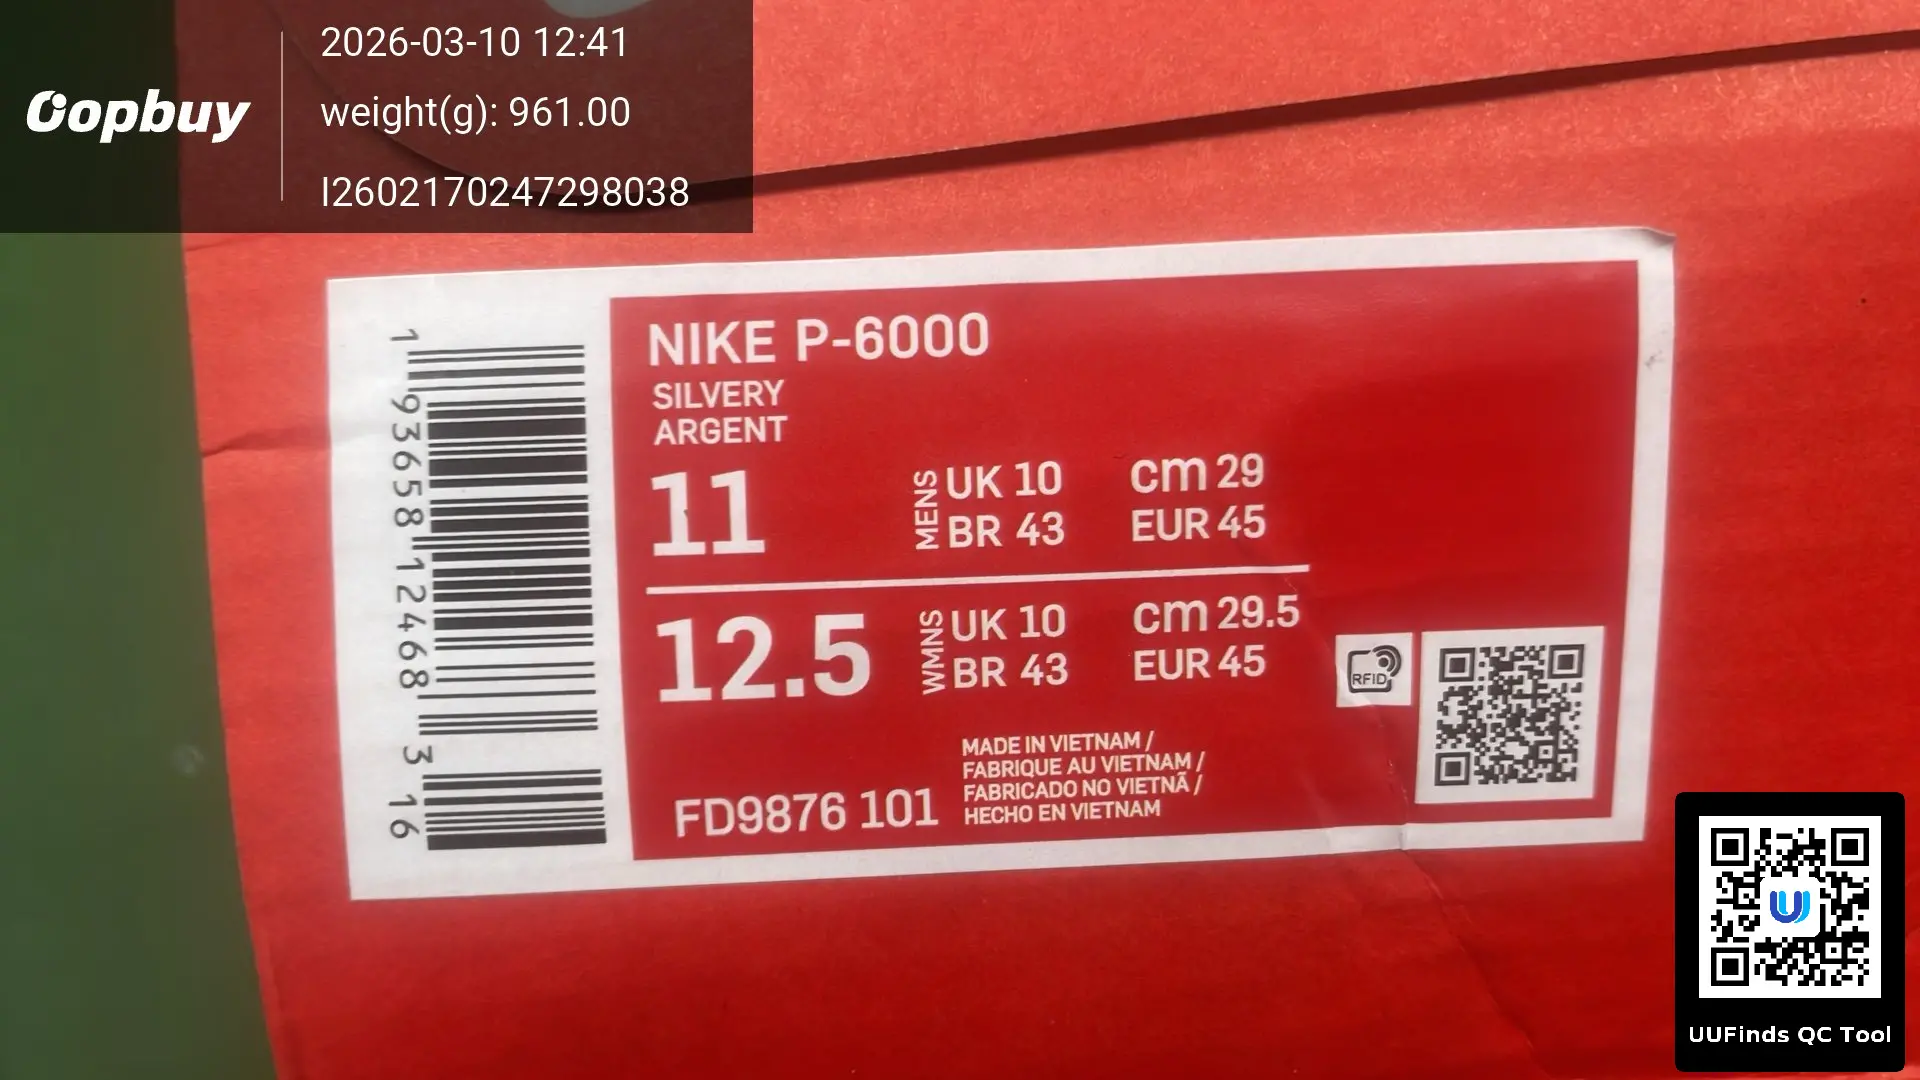 Oopbuy
2026-03-10 12:41
weight(g): 961.00
I2602170247298038
1 93658 12468 3
16
NIKE P-6000
SILVERY
ARGENT
11
MENS
UK 10
BR 43
cm 29
EUR 45
12.5
WMNS
UK 10
BR 43
cm 29.5
EUR 45
RFID
FD9876 101
MADE IN VIETNAM /
FABRIQUE AU VIETNAM /
FABRICADO NO VIETNÃ /
HECHO EN VIETNAM
UUFinds QC Tool